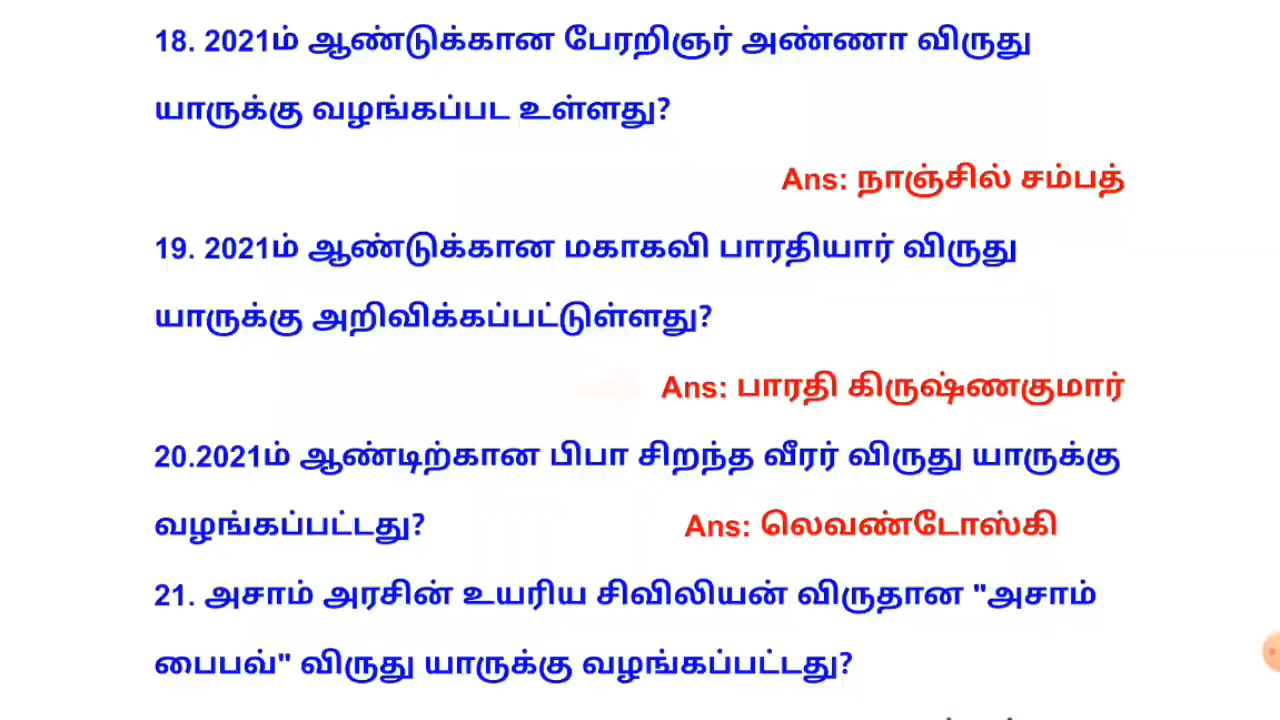 18. 2021ம் ஆண்டுக்கான பேரறிஞர் அண்ணா விருது
யாருக்கு வழங்கப்பட உள்ளது?
Ans: நாஞ்சில் சம்பத்
19. 2021ம் ஆண்டுக்கான மகாகவி பாரதியார் விருது
யாருக்கு அறிவிக்கப்பட்டுள்ளது?
Ans: பாரதி கிருஷ்ணகுமார்
20.2021ம் ஆண்டிற்கான பிபா சிறந்த வீரர் விருது யாருக்கு
வழங்கப்பட்டது? Ans: லெவண்டோஸ்கி
21. அசாம் அரசின் உயரிய சிவிலியன் விருதான "அசாம்
பைபவ்" விருது யாருக்கு வழங்கப்பட்டது?